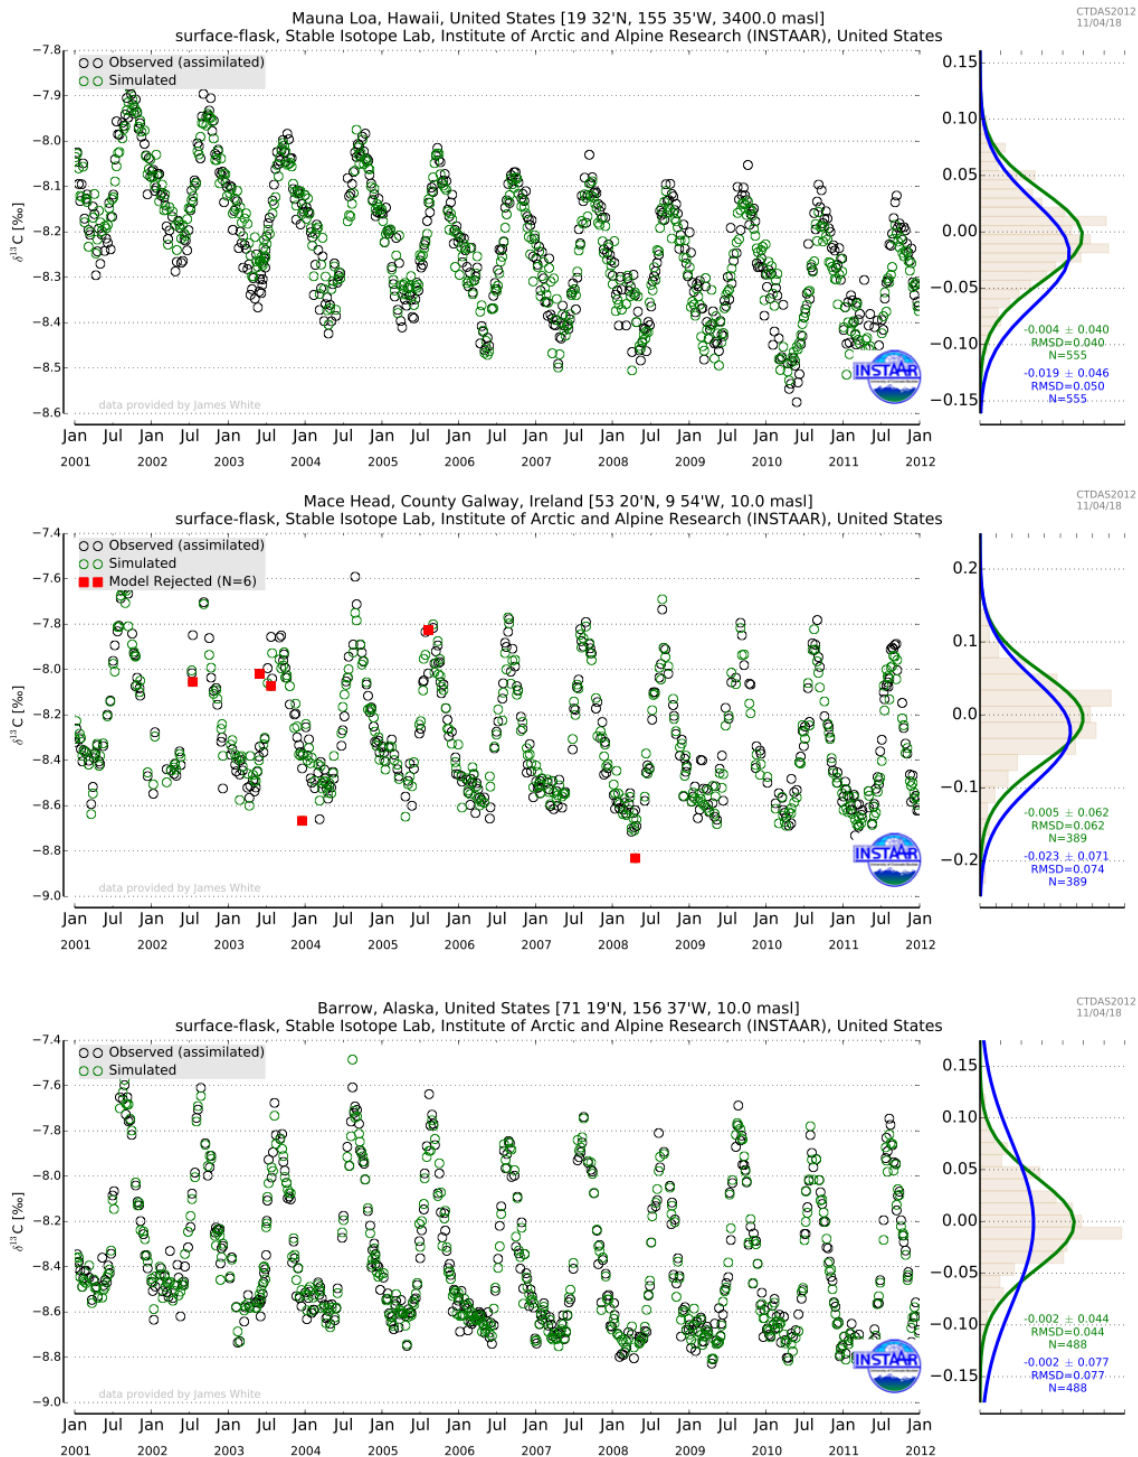 Mauna Loa, Hawaii, United States [19 32'N, 155 35'W, 3400.0 masl]
surface-flask, Stable Isotope Lab, Institute of Arctic and Alpine Research (INSTAAR), United States
CTDAS2012
11/04/18
Observed (assimilated)
Simulated
δ¹³C [‰]
−7.8
−7.9
−8.0
−8.1
−8.2
−8.3
−8.4
−8.5
−8.6
data provided by James White
INSTAAR
Jan Jul Jan Jul Jan Jul Jan Jul Jan Jul Jan Jul Jan Jul Jan Jul Jan Jul Jan Jul Jan Jul Jan
2001 2002 2003 2004 2005 2006 2007 2008 2009 2010 2011 2012
0.15
0.10
0.05
0.00
−0.05
−0.10
−0.15
-0.004 ± 0.040
RMSD=0.040
N=555
-0.019 ± 0.046
RMSD=0.050
N=555
Mace Head, County Galway, Ireland [53 20'N, 9 54'W, 10.0 masl]
surface-flask, Stable Isotope Lab, Institute of Arctic and Alpine Research (INSTAAR), United States
CTDAS2012
11/04/18
Observed (assimilated)
Simulated
Model Rejected (N=6)
δ¹³C [‰]
−7.4
−7.6
−7.8
−8.0
−8.2
−8.4
−8.6
−8.8
−9.0
data provided by James White
INSTAAR
Jan Jul Jan Jul Jan Jul Jan Jul Jan Jul Jan Jul Jan Jul Jan Jul Jan Jul Jan Jul Jan Jul Jan
2001 2002 2003 2004 2005 2006 2007 2008 2009 2010 2011 2012
0.2
0.1
0.0
−0.1
−0.2
-0.005 ± 0.062
RMSD=0.062
N=389
-0.023 ± 0.071
RMSD=0.074
N=389
Barrow, Alaska, United States [71 19'N, 156 37'W, 10.0 masl]
surface-flask, Stable Isotope Lab, Institute of Arctic and Alpine Research (INSTAAR), United States
CTDAS2012
11/04/18
Observed (assimilated)
Simulated
δ¹³C [‰]
−7.4
−7.6
−7.8
−8.0
−8.2
−8.4
−8.6
−8.8
−9.0
data provided by James White
INSTAAR
Jan Jul Jan Jul Jan Jul Jan Jul Jan Jul Jan Jul Jan Jul Jan Jul Jan Jul Jan Jul Jan Jul Jan
2001 2002 2003 2004 2005 2006 2007 2008 2009 2010 2011 2012
0.15
0.10
0.05
0.00
−0.05
−0.10
−0.15
-0.002 ± 0.044
RMSD=0.044
N=488
-0.002 ± 0.077
RMSD=0.077
N=488